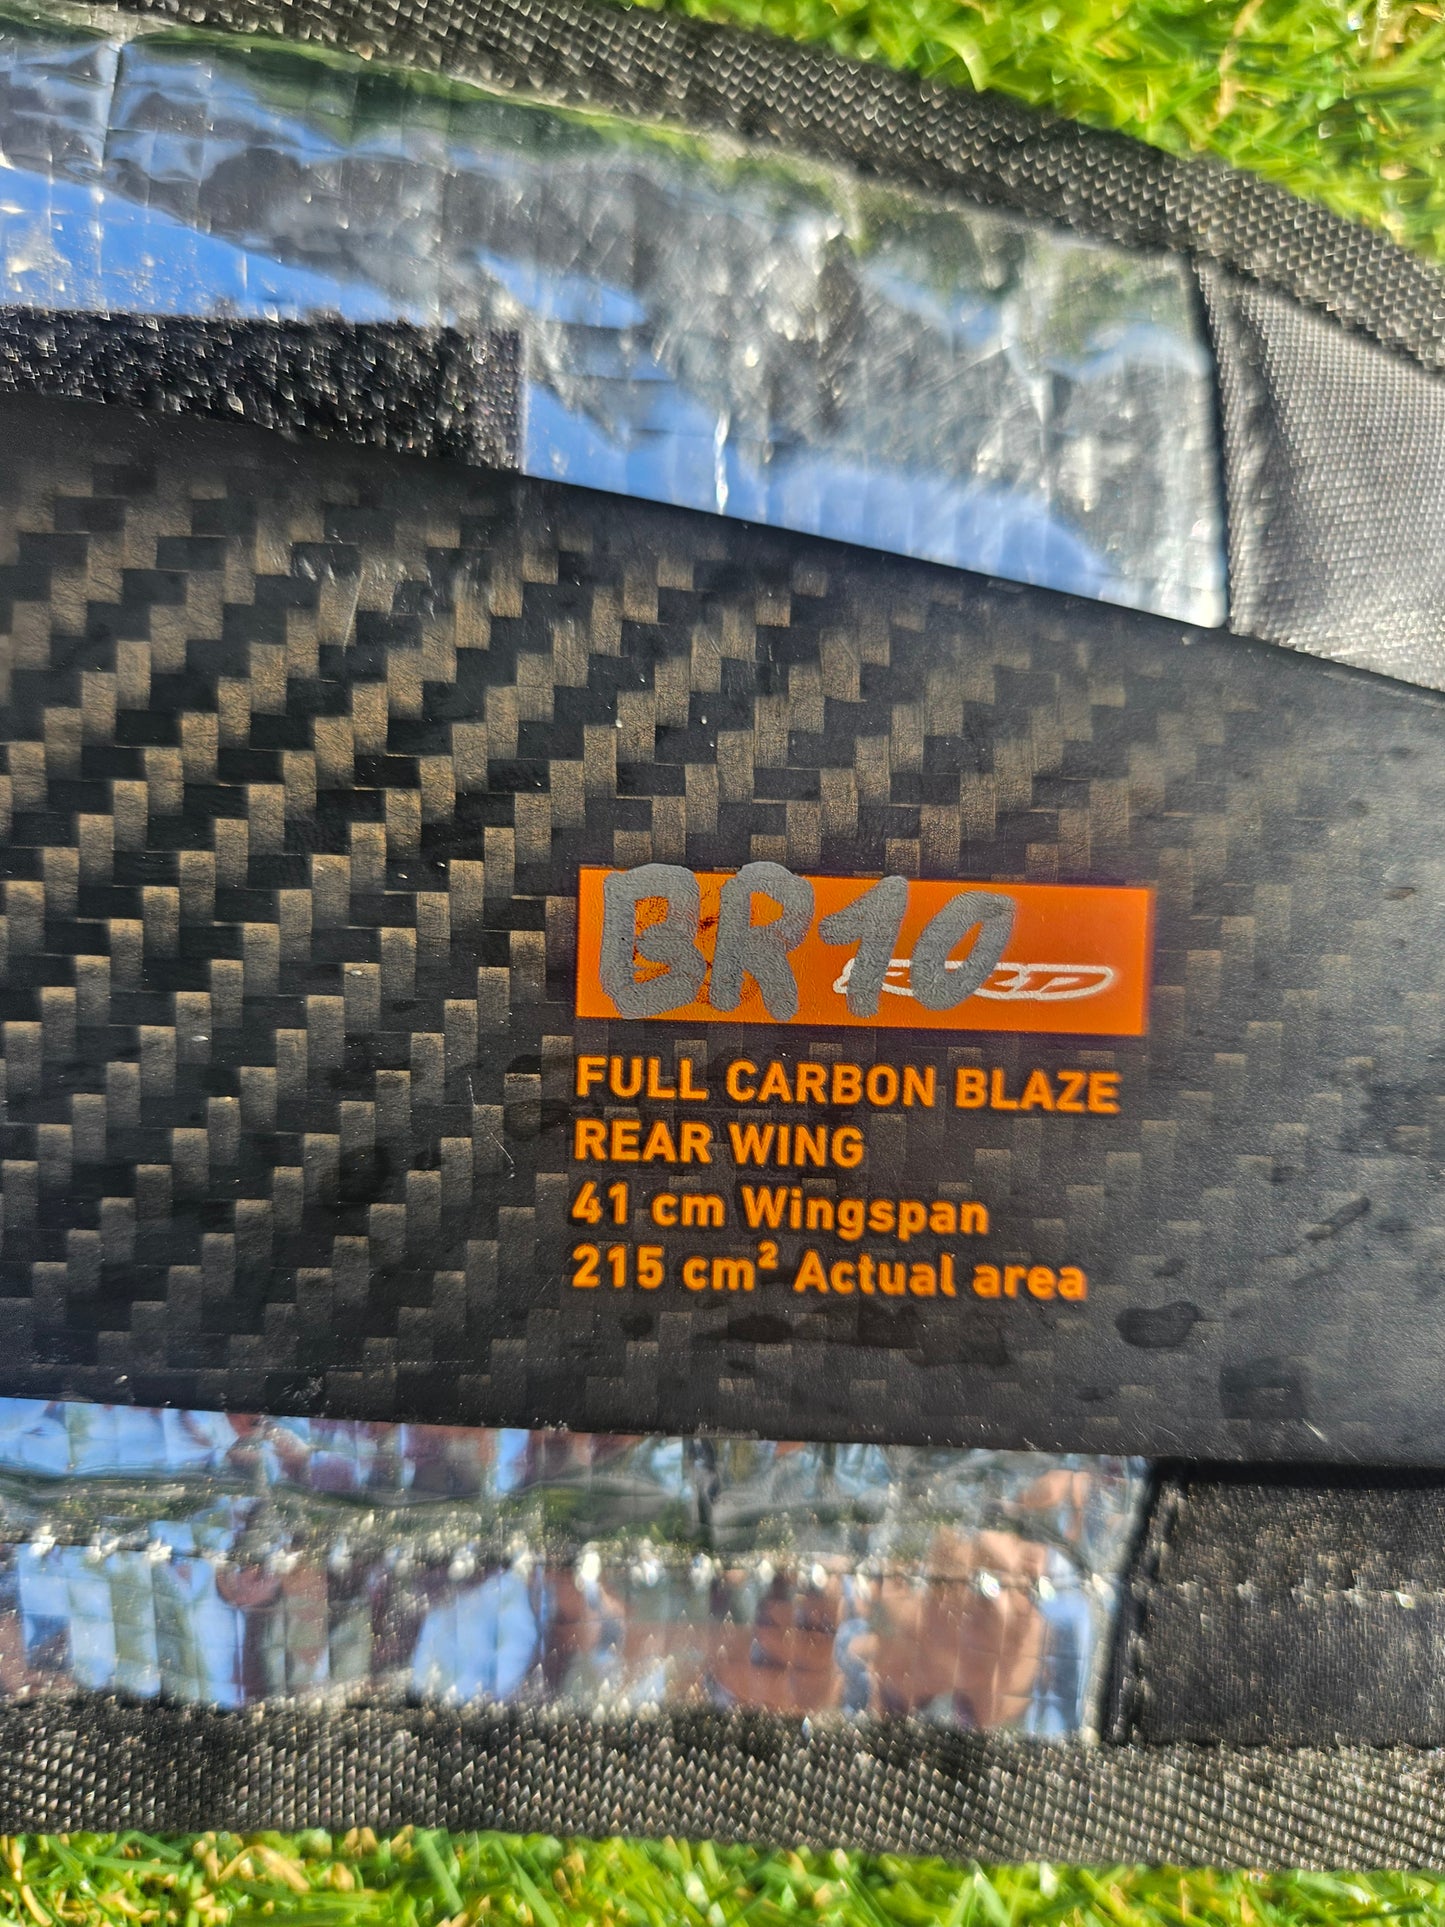 BR10
FULL CARBON BLAZE
REAR WING
41 cm Wingspan
215 cm² Actual area